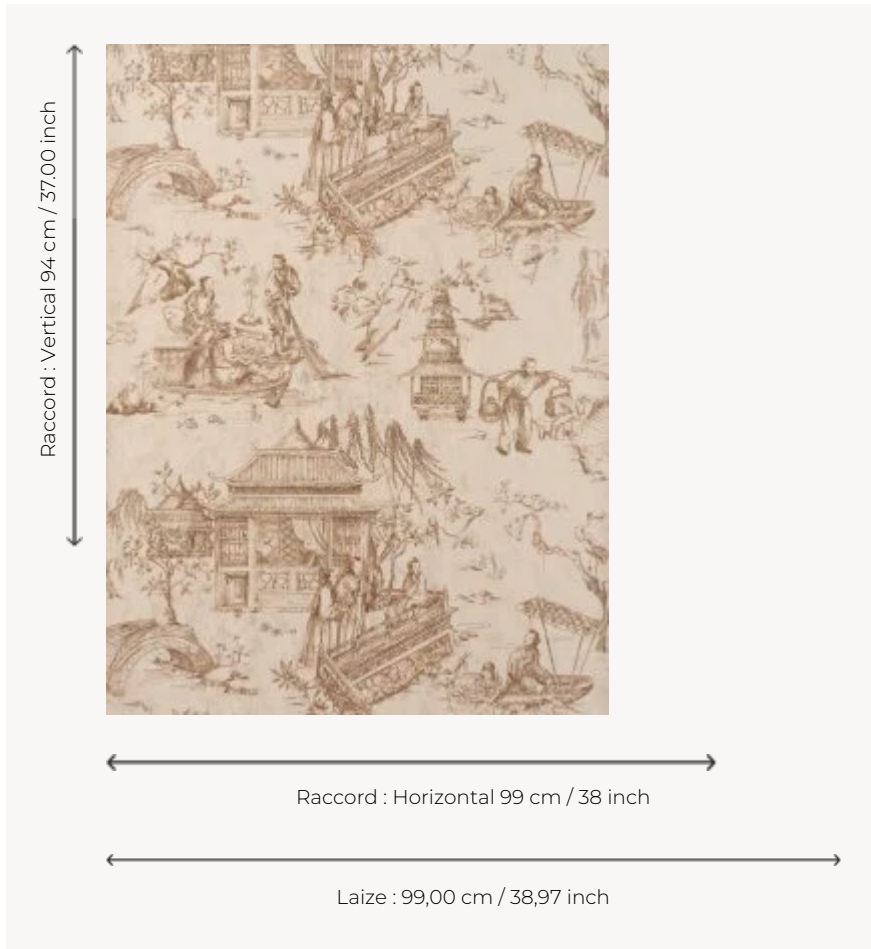 Raccord : Vertical 94 cm / 37.00 inch
Raccord : Horizontal 99 cm / 38 inch
Laize : 99,00 cm / 38,97 inch